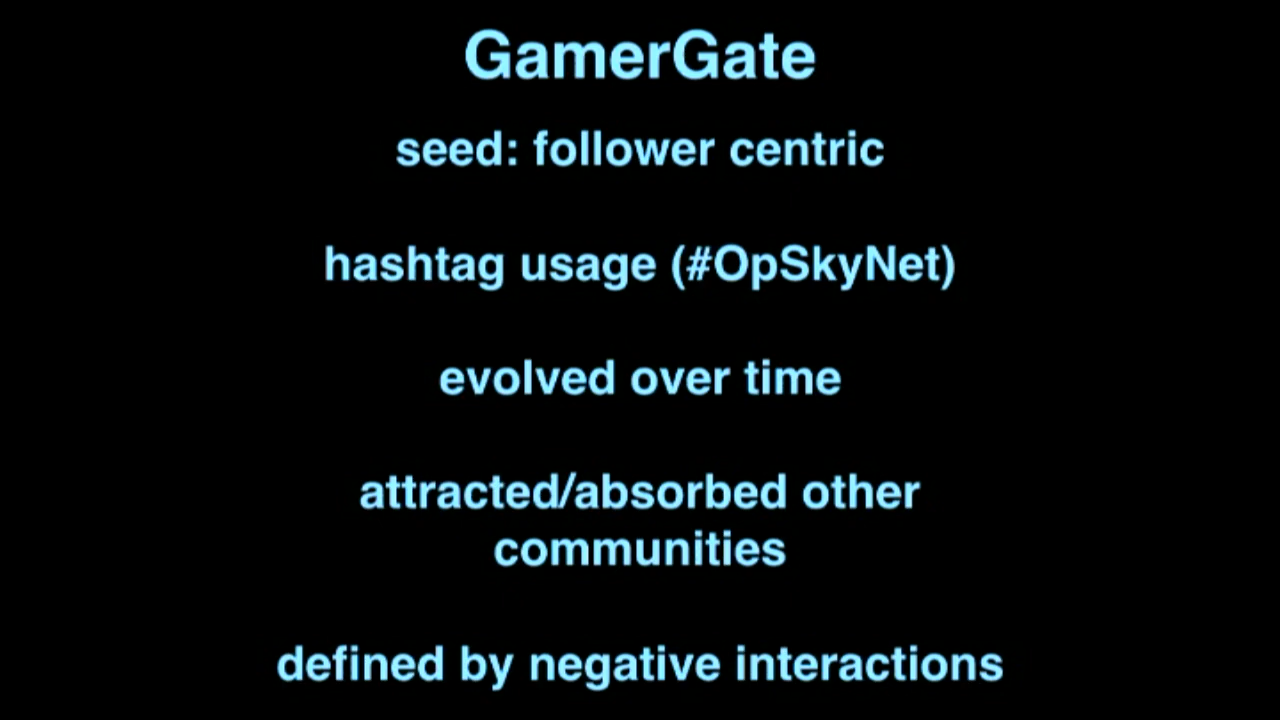 GamerGate
seed: follower centric
hashtag usage (#OpSkyNet)
evolved over time
attracted/absorbed other
communities
defined by negative interactions